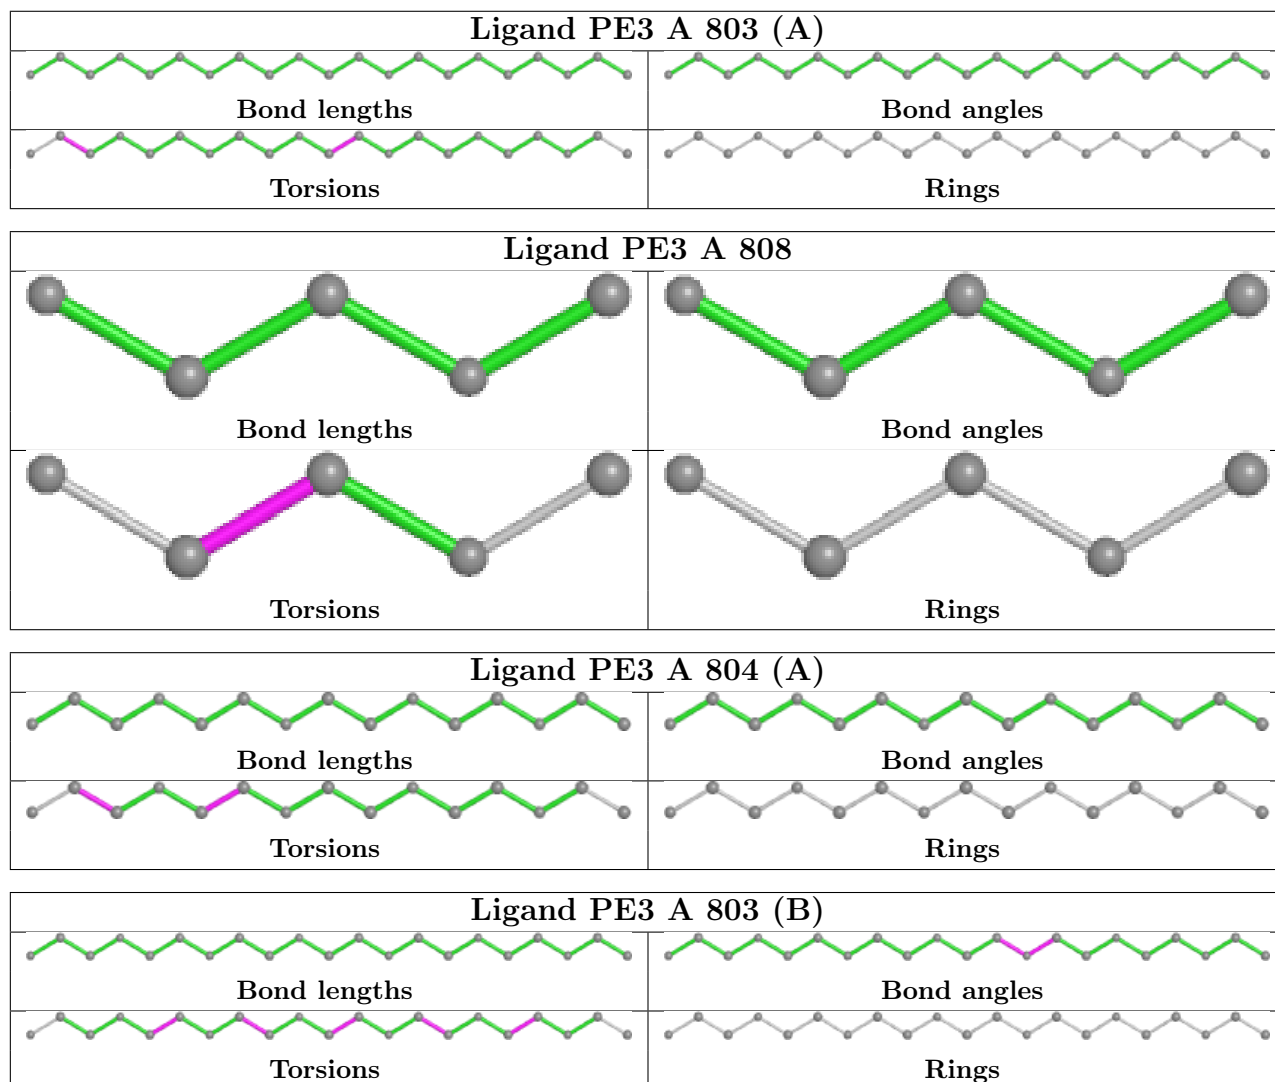 Ligand PE3 A 803 (A)
Bond lengths
Bond angles
Torsions
Rings
Ligand PE3 A 808
Bond lengths
Bond angles
Torsions
Rings
Ligand PE3 A 804 (A)
Bond lengths
Bond angles
Torsions
Rings
Ligand PE3 A 803 (B)
Bond lengths
Bond angles
Torsions
Rings